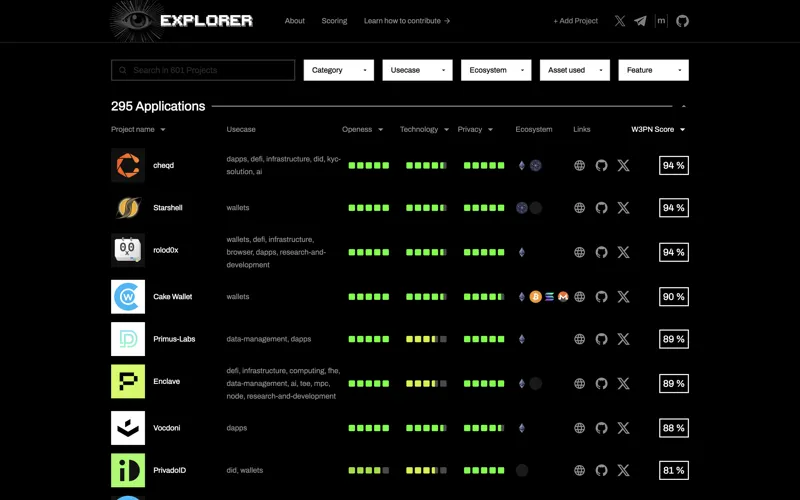 EXPLORER
About
Scoring
Learn how to contribute →
+ Add Project
m
Search in 601 Projects
Category
Usecase
Ecosystem
Asset used
Feature
295 Applications
Project name
Usecase
Openess
Technology
Privacy
Ecosystem
Links
W3PN Score
cheqd
dapps, defi, infrastructure, did, kyc-
solution, ai
94 %
Starshell
wallets
94 %
rolod0x
wallets, defi, infrastructure,
browser, dapps, research-and-
development
94 %
Cake Wallet
wallets
90 %
Primus-Labs
data-management, dapps
89 %
Enclave
defi, infrastructure, computing, fhe,
data-management, ai, tee, mpc,
node, research-and-development
89 %
Vocdoni
dapps
88 %
iD
PrivadoID
did, wallets
81 %